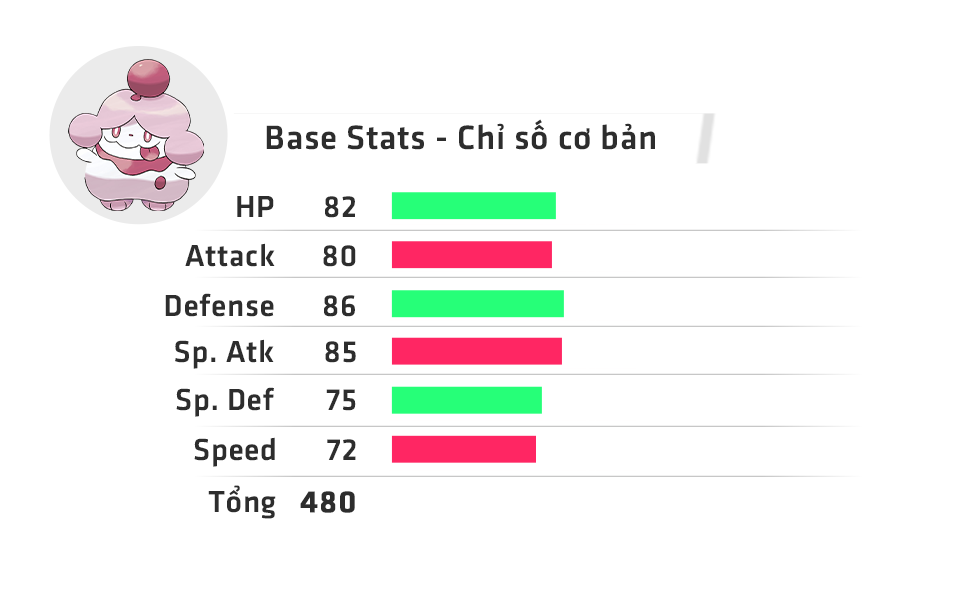 Base Stats - Chỉ số cơ bản
HP 82
Attack 80
Defense 86
Sp. Atk 85
Sp. Def 75
Speed 72
Tổng 480